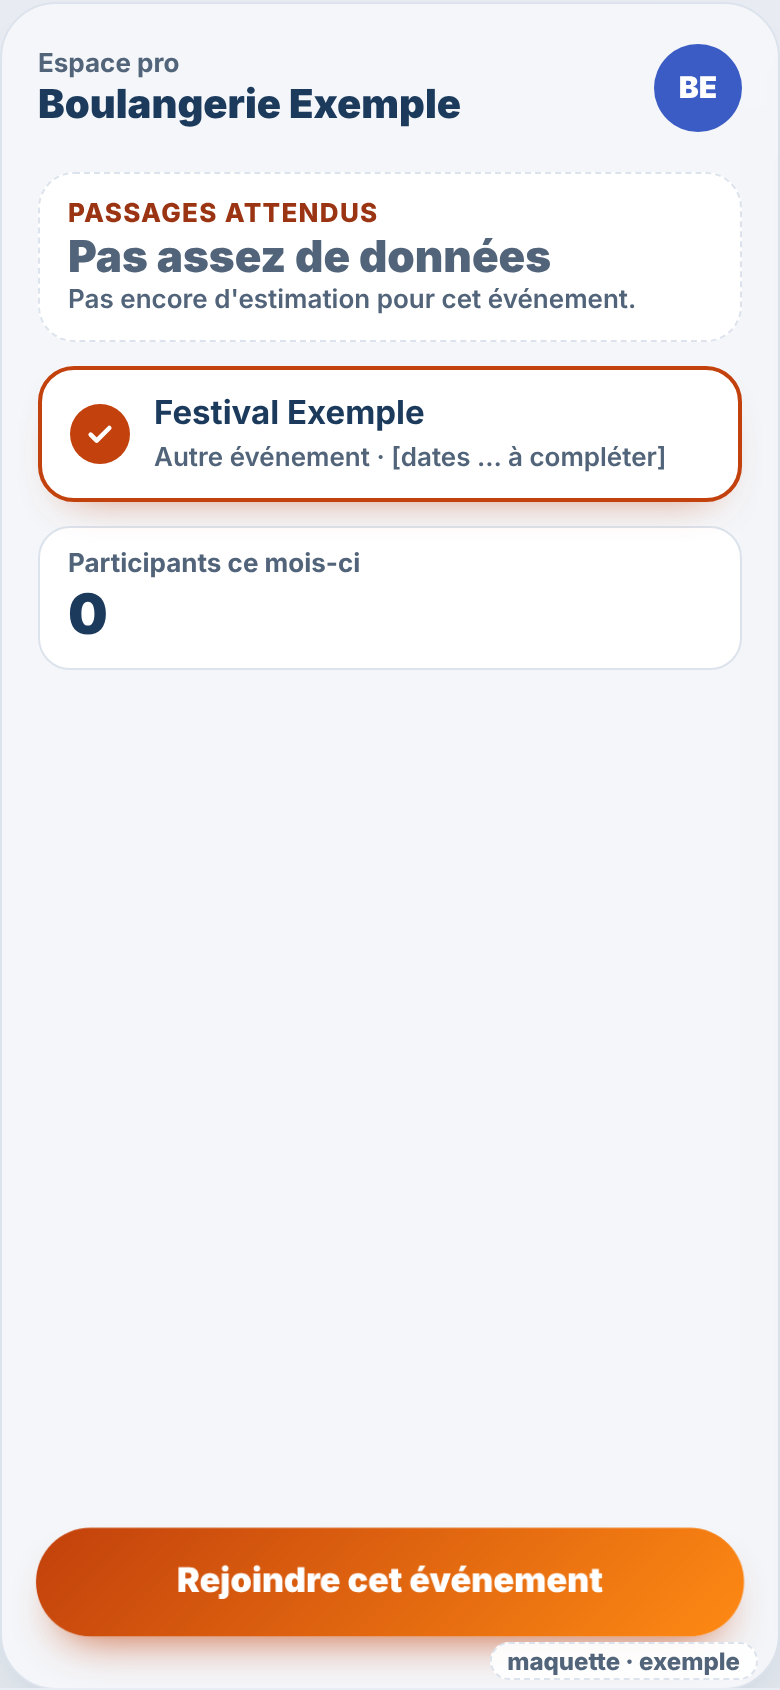 Espace pro
Boulangerie Exemple
BE
PASSAGES ATTENDUS
Pas assez de données
Pas encore d'estimation pour cet événement.
Festival Exemple
Autre événement · [dates ... à compléter]
Participants ce mois-ci
0
Rejoindre cet événement
maquette · exemple